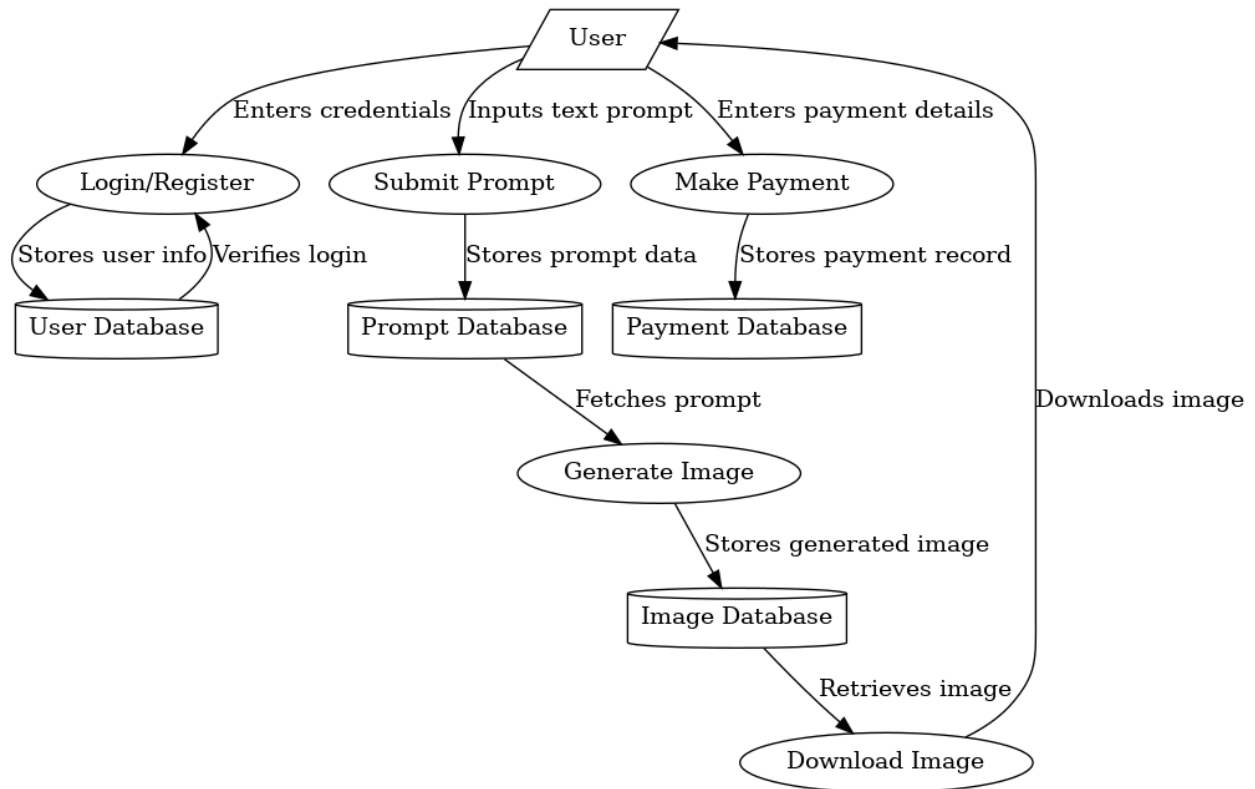 User
Enters credentials
Inputs text prompt
Enters payment details
Login/Register
Submit Prompt
Make Payment
Stores user info
Verifies login
Stores prompt data
Stores payment record
User Database
Prompt Database
Payment Database
Fetches prompt
Downloads image
Generate Image
Stores generated image
Image Database
Retrieves image
Download Image